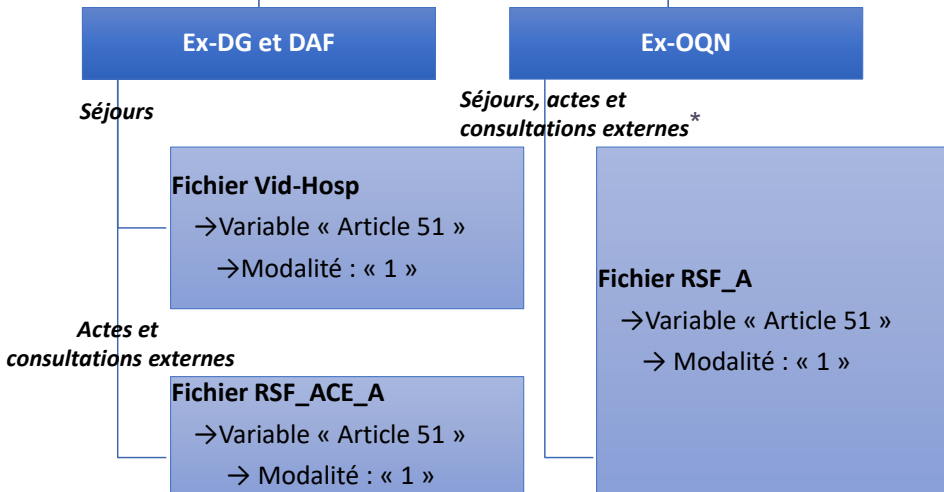 Ex-DG et DAF
Séjours
Fichier Vid-Hosp
→Variable « Article 51 »
→Modalité : « 1 »
Actes et
consultations externes
Fichier RSF_ACE_A
→Variable « Article 51 »
→ Modalité : « 1 »
Ex-OQN
Séjours, actes et
consultations externes*
Fichier RSF_A
→Variable « Article 51 »
→ Modalité : « 1 »